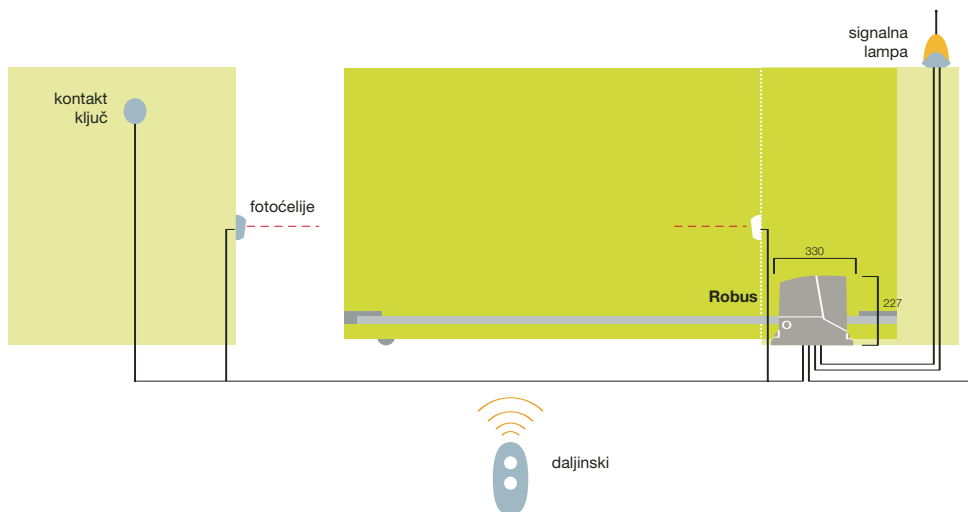 signalna
lampa
kontakt
ključ
fotoćelije
330
Robus
227
daljinski